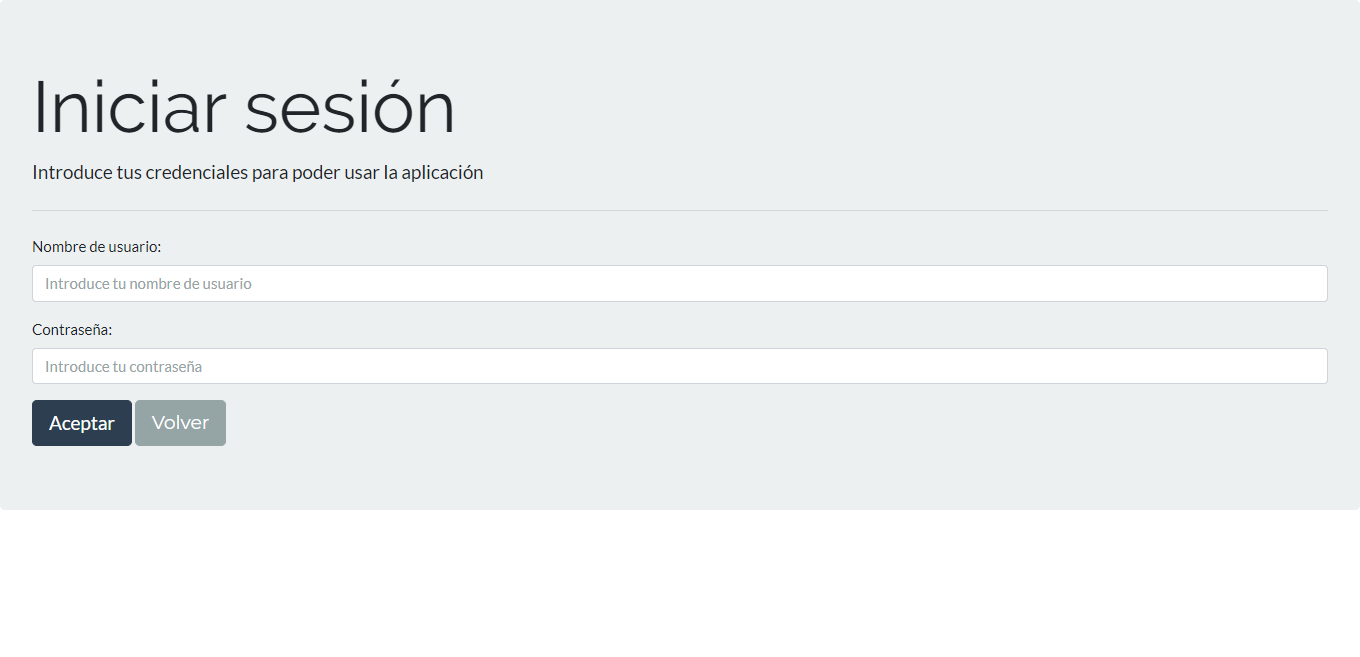 Iniciar sesión
Introduce tus credenciales para poder usar la aplicación
Nombre de usuario:
Introduce tu nombre de usuario
Contraseña:
Introduce tu contraseña
Aceptar Volver